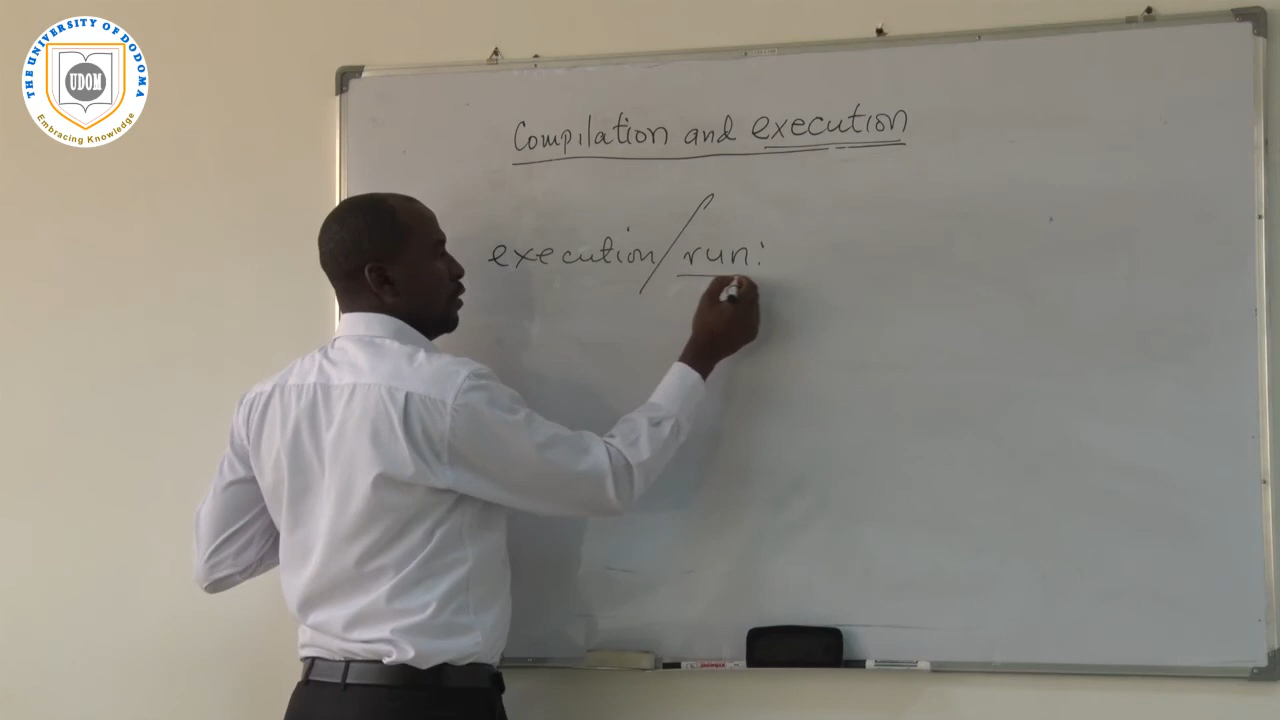 THE UNIVERSITY OF DODOMA
UDOM
Embracing Knowledge
Compilation and execution
execution/run: